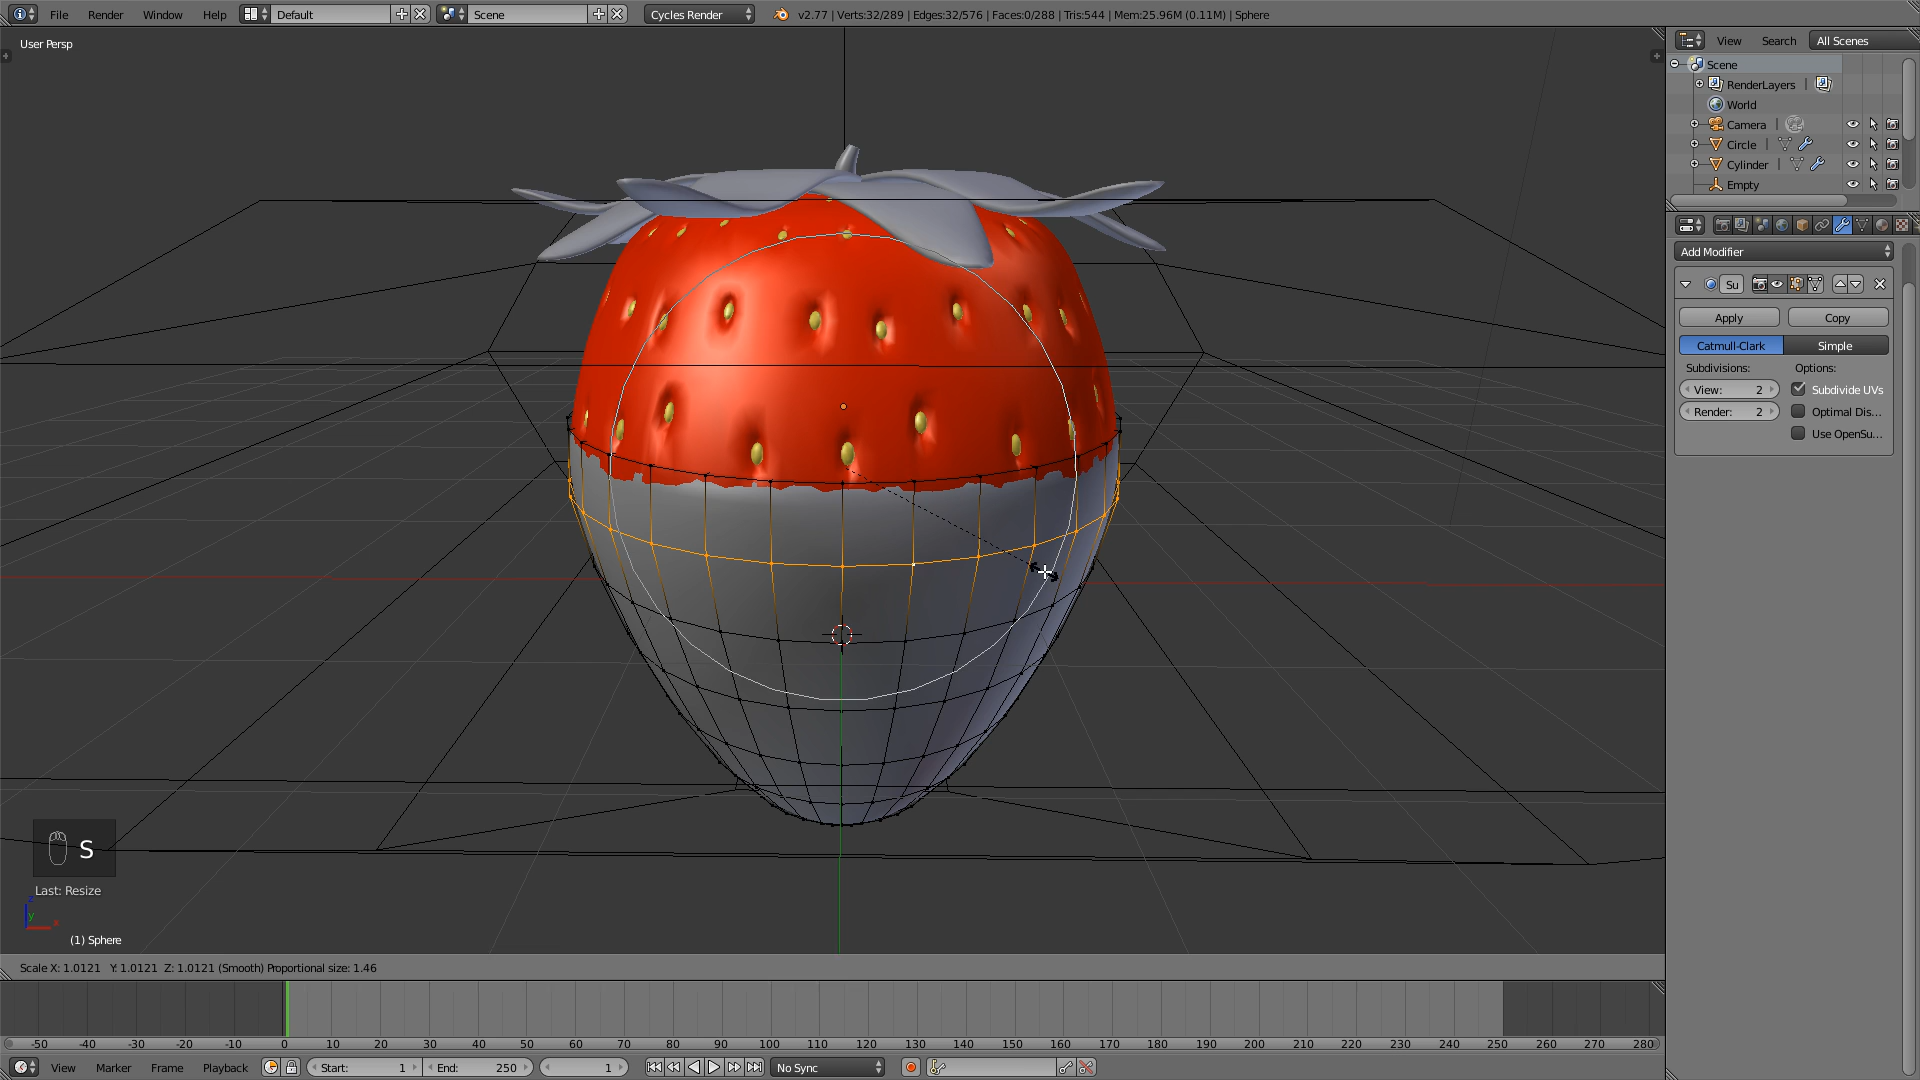 File Render Window Help Default Scene Cycles Render v2.77 | Verts:32/289 | Edges:32/576 | Faces:0/288 | Tris:544 | Mem:25.96M (0.11M) | Sphere
User Persp
View Search All Scenes
Scene
RenderLayers
World
Camera
Circle
Cylinder
Empty
Add Modifier
Su
Apply Copy
Catmull-Clark Simple
Subdivisions: Options:
View: 2 Subdivide UVs
Render: 2 Optimal Dis...
Use OpenSu...
S
Last: Resize
z
y x
(1) Sphere
Scale X: 1.0121 Y: 1.0121 Z: 1.0121 (Smooth) Proportional size: 1.46
-50 -40 -30 -20 -10 0 10 20 30 40 50 60 70 80 90 100 110 120 130 140 150 160 170 180 190 200 210 220 230 240 250 260 270 280
View Marker Frame Playback Start: 1 End: 250 1 No Sync